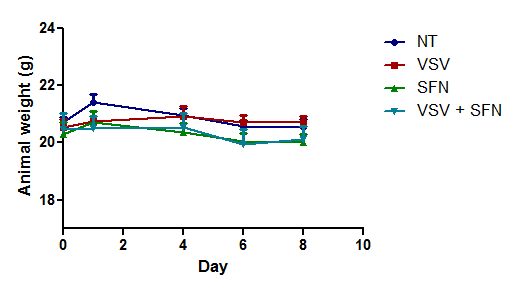 24
22
20
18
Animal weight (g)
0 2 4 6 8 10
Day
NT
VSV
SFN
VSV + SFN